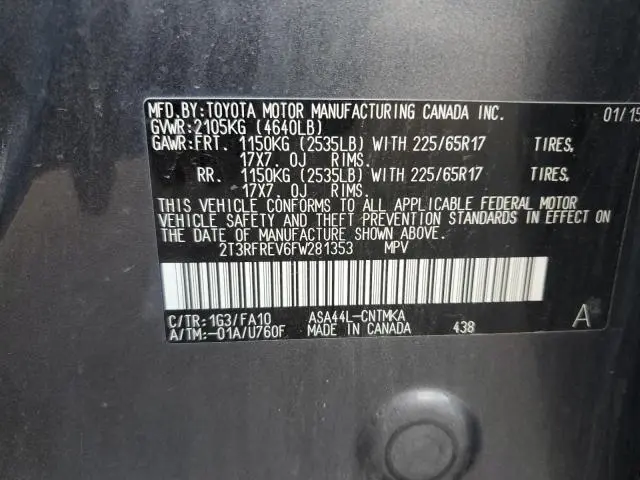 MFD.BY:TOYOTA MOTOR MANUFACTURING CANADA INC. 01/15
GVWR:2105KG (4640LB)
GAWR:FRT. 1150KG (2535LB) WITH 225/65R17 TIRES,
17X7.0J RIMS.
RR. 1150KG (2535LB) WITH 225/65R17 TIRES,
17X7.0J RIMS.
THIS VEHICLE CONFORMS TO ALL APPLICABLE FEDERAL MOTOR
VEHICLE SAFETY AND THEFT PREVENTION STANDARDS IN EFFECT ON
THE DATE OF MANUFACTURE SHOWN ABOVE.
2T3RFREV6FW281353 MPV
C/TR:1G3/FA10 ASA44L-CNTMKA
A/TM:-01A/U760F MADE IN CANADA 438 A